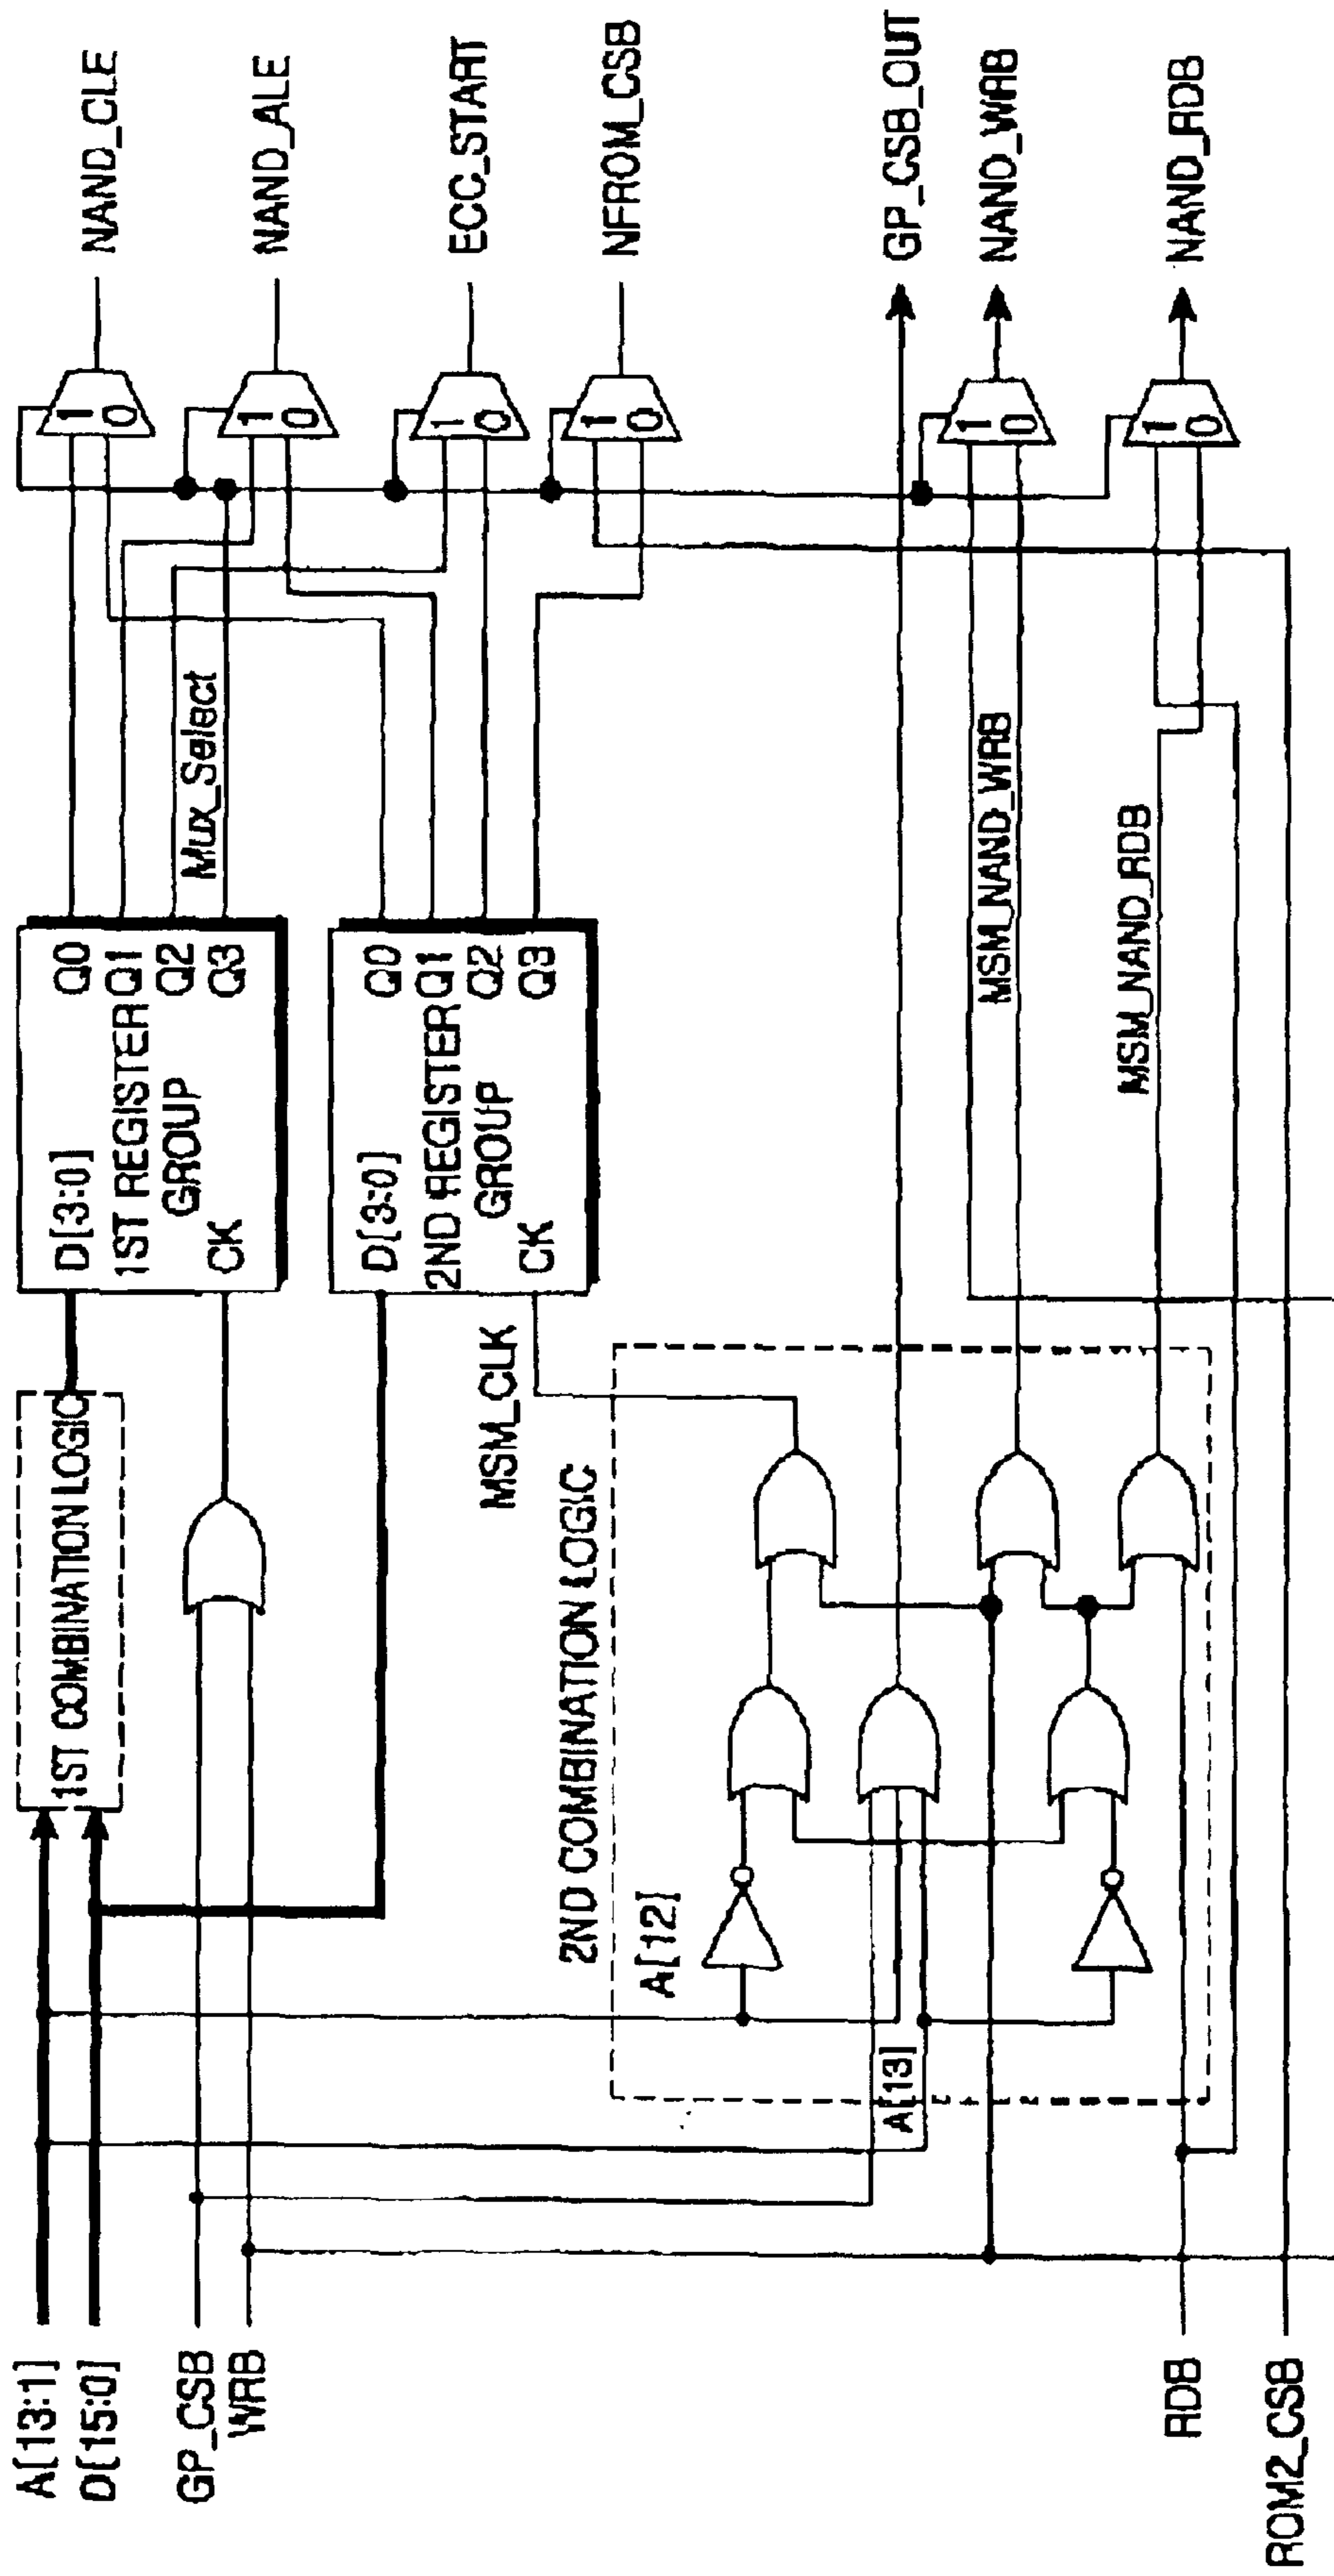 A[13:1]
D[15:0]
GP_CSB
WRB
RDB
ROM2_CSB
1ST COMBINATION LOGIC
2ND COMBINATION LOGIC
A[12]
A[13]
MSM_CLK
D[3:0]
Q0
1ST REGISTER Q1
GROUP
Q2
CK
Q3
D[3:0]
Q0
2ND REGISTER Q1
GROUP
Q2
CK
Q3
Mux_Select
MSM_NAND_WRB
MSM_NAND_RDB
1
0
1
0
1
0
1
0
1
0
1
0
NAND_CLE
NAND_ALE
ECC_START
NFROM_CSB
GP_CSB_OUT
NAND_WRB
NAND_RDB